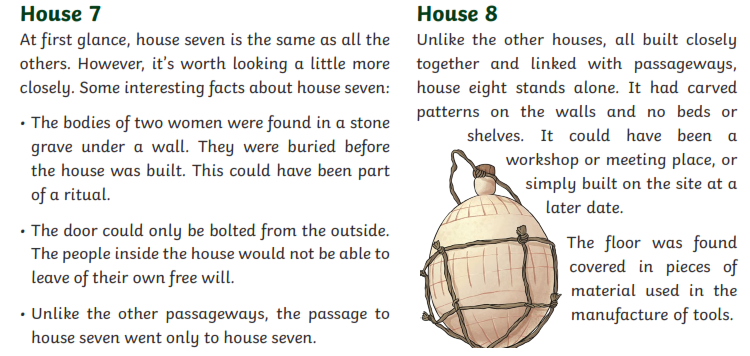 House 7
At first glance, house seven is the same as all the
others. However, it's worth looking a little more
closely. Some interesting facts about house seven:
• The bodies of two women were found in a stone
grave under a wall. They were buried before
the house was built. This could have been part
of a ritual.
• The door could only be bolted from the outside.
The people inside the house would not be able to
leave of their own free will.
• Unlike the other passageways, the passage to
house seven went only to house seven.
House 8
Unlike the other houses, all built closely
together and linked with passageways,
house eight stands alone. It had carved
patterns on the walls and no beds or
shelves. It could have been a
workshop or meeting place, or
simply built on the site at a
later date.
The floor was found
covered in pieces of
material used in the
manufacture of tools.